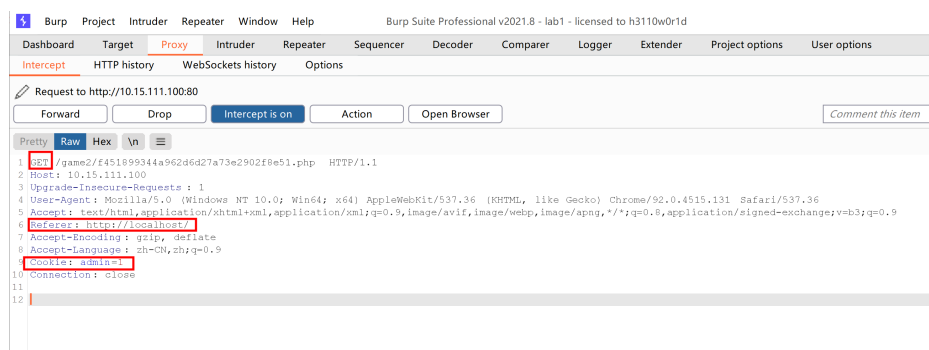 Burp Project Intruder Repeater Window Help Burp Suite Professional v2021.8 - lab1 - licensed to h3110w0r1d
Dashboard Target Proxy Intruder Repeater Sequencer Decoder Comparer Logger Extender Project options User options
Intercept HTTP history WebSockets history Options
Request to http://10.15.111.100:80
Forward Drop Intercept is on Action Open Browser Comment this item
Pretty Raw Hex \n ≡
1 GET /game2/f451899344a962d6d27a73e2902f8e51.php HTTP/1.1
2 Host: 10.15.111.100
3 Upgrade-Insecure-Requests : 1
4 User-Agent: Mozilla/5.0 (Windows NT 10.0; Win64; x64) AppleWebKit/537.36 (KHTML, like Gecko) Chrome/92.0.4515.131 Safari/537.36
5 Accept: text/html,application/xhtml+xml,application/xml;q=0.9,image/avif,image/webp,image/apng,*/*;q=0.8,application/signed-exchange;v=b3;q=0.9
6 Referer: http://localhost/
7 Accept-Encoding: gzip, deflate
8 Accept-Language: zh-CN,zh;q=0.9
9 Cookie: admin=1
10 Connection: close
11
12